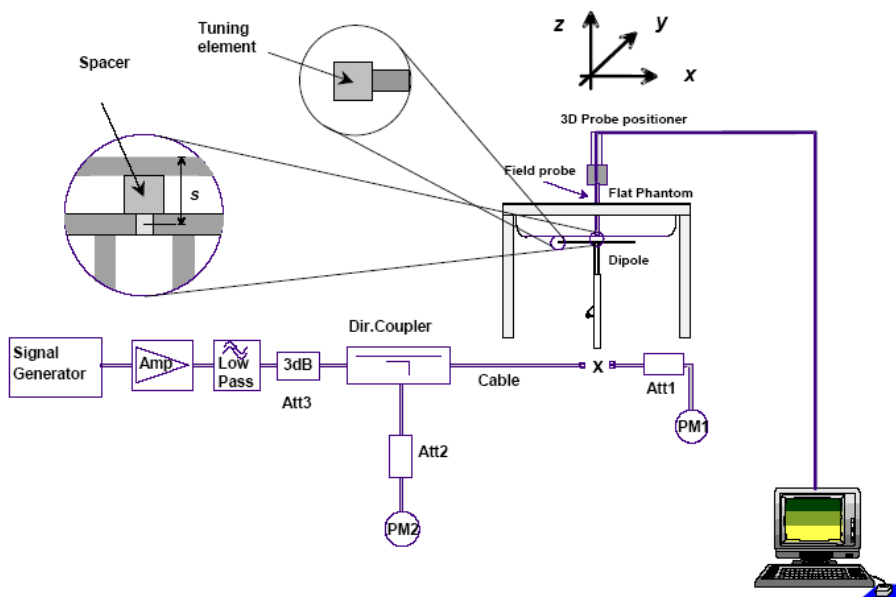 Tuning
element
z
y
x
Spacer
3D Probe positioner
Field probe
Flat Phantom
s
Dipole
Dir.Coupler
Signal
Generator
Amp
Low
Pass
3dB
Att3
Cable
X
Att1
PM1
Att2
PM2